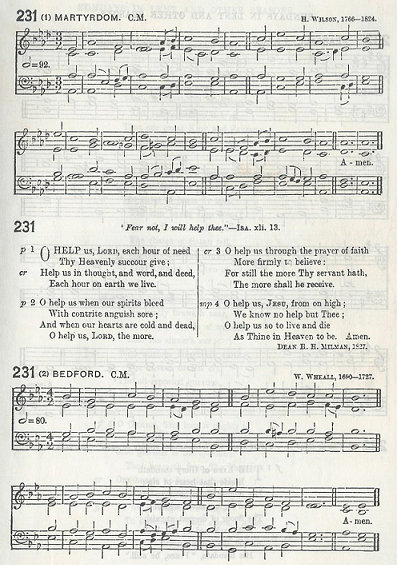 231 (1) MARTYRDOM. C.M. H. WILSON, 1766—1824.
=92.
A - men.
231 'Fear not, I will help thee.'—ISA. xli. 13.
p 1 O HELP us, LORD, each hour of need
Thy Heavenly succour give;
cr Help us in thought, and word, and deed,
Each hour on earth we live.
p 2 O help us when our spirits bleed
With contrite anguish sore;
And when our hearts are cold and dead,
O help us, LORD, the more.
cr 3 O help us through the prayer of faith
More firmly to believe:
For still the more Thy servant hath,
The more shall he receive.
mp 4 O help us, JESU, from on high;
We know no help but Thee;
O help us so to live and die
As Thine in Heaven to be. Amen.
DEAN H. H. MILMAN, 1827.
231 (2) BEDFORD. C.M. W. WHEALL, 1690—1727.
=80.
A - men.